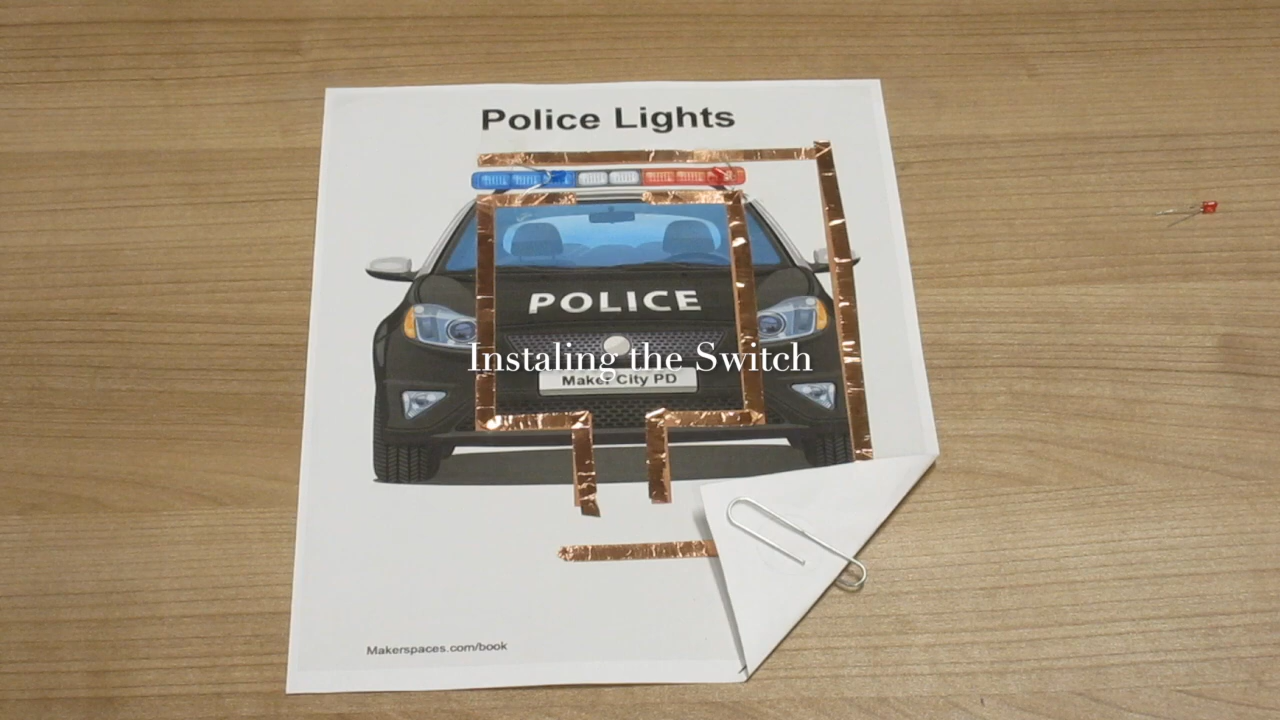 Police Lights
POLICE
Instaling the Switch
Maker City PD
Makerspaces.com/book